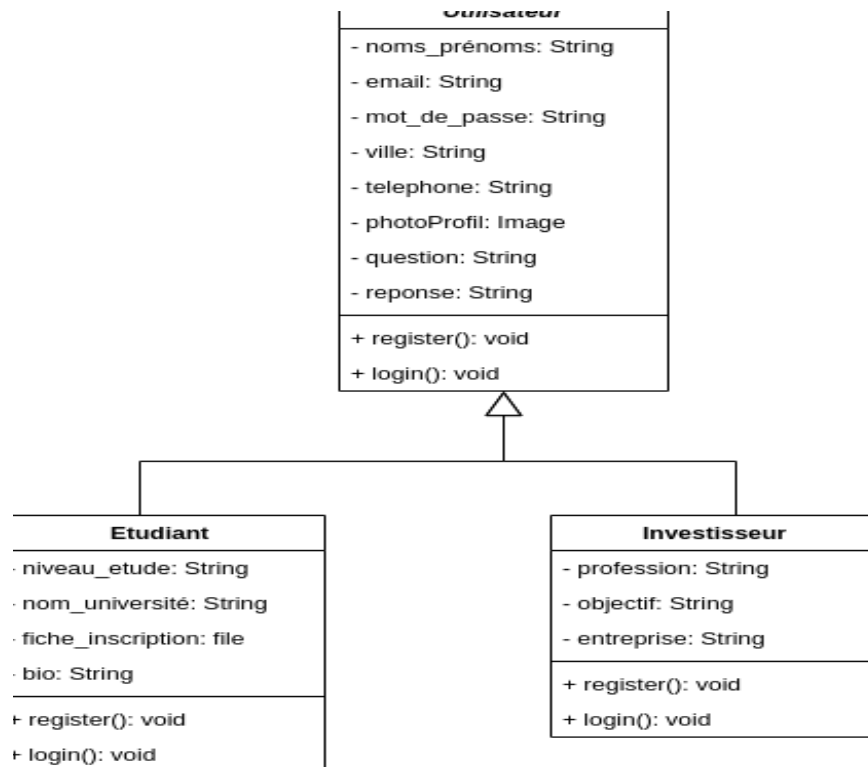 Utilisateur
- noms_prénoms: String
- email: String
- mot_de_passe: String
- ville: String
- telephone: String
- photoProfil: Image
- question: String
- reponse: String
+ register(): void
+ login(): void
Etudiant
- niveau_etude: String
- nom_université: String
- fiche_inscription: file
- bio: String
+ register(): void
+ login(): void
Investisseur
- profession: String
- objectif: String
- entreprise: String
+ register(): void
+ login(): void